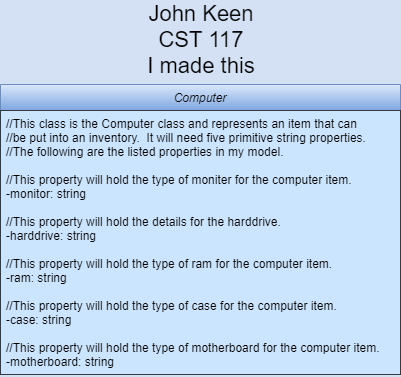 John Keen
CST 117
I made this
Computer
//This class is the Computer class and represents an item that can
//be put into an inventory.  It will need five primitive string properties.
//The following are the listed properties in my model.
//This property will hold the type of moniter for the computer item.
-monitor: string
//This property will hold the details for the harddrive.
-harddrive: string
//This property will hold the type of ram for the computer item.
-ram: string
//This property will hold the type of case for the computer item.
-case: string
//This property will hold the type of motherboard for the computer item.
-motherboard: string